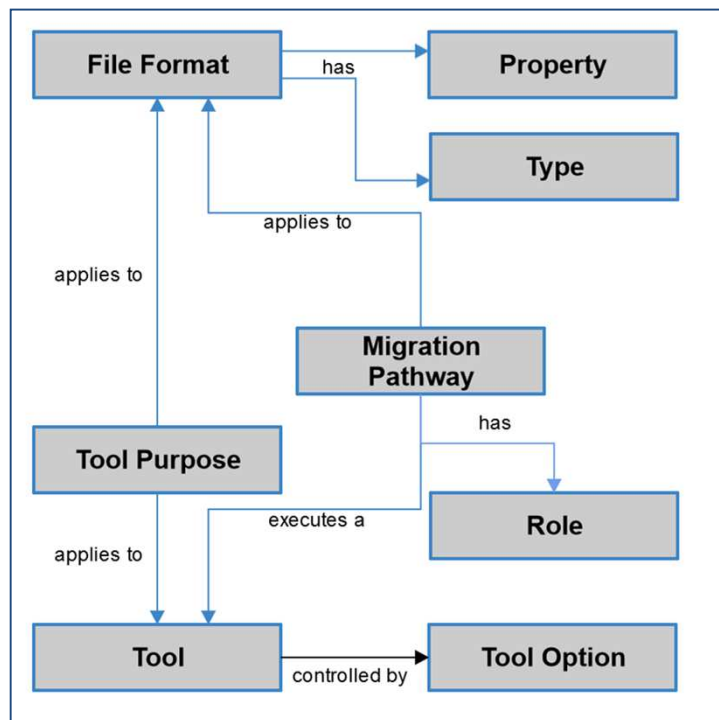 File Format
Property
has
Type
applies to
applies to
Migration
Pathway
has
Tool Purpose
executes a
Role
applies to
Tool
controlled by
Tool Option